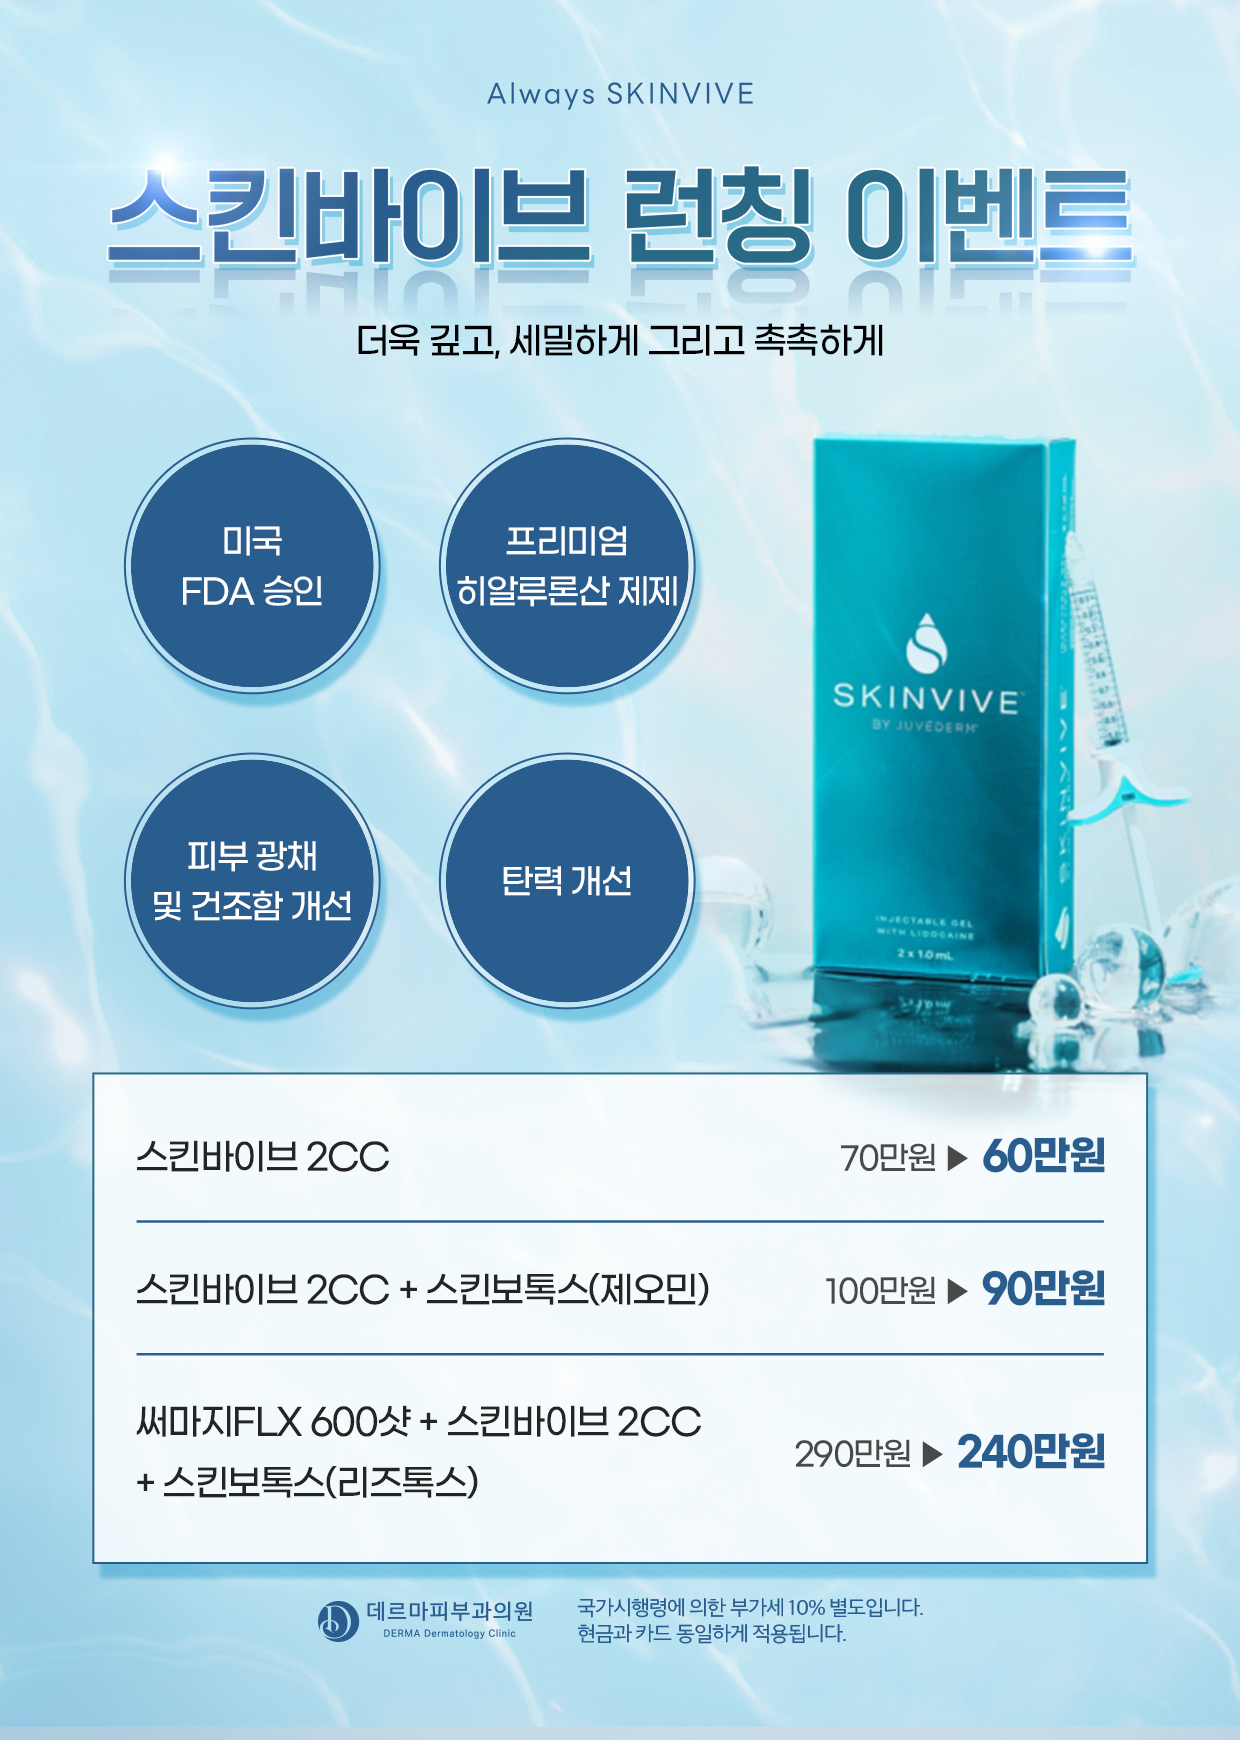 Always SKINVIVE
스킨바이브 런칭 이벤트
더욱 깊고, 세밀하게 그리고 촉촉하게
미국
FDA 승인
프리미엄
히알루론산 제제
피부 광채
및 건조함 개선
탄력 개선
SKINVIVE
BY JUVÉDERM
INJECTABLE GEL
WITH LIDOCAINE
2 x 1.0 mL
SKINVIVE
스킨바이브 2CC 70만원 ▶ 60만원
스킨바이브 2CC + 스킨보톡스(제오민) 100만원 ▶ 90만원
써마지FLX 600샷 + 스킨바이브 2CC
+ 스킨보톡스(리즈톡스) 290만원 ▶ 240만원
데르마피부과의원
DERMA Dermatology Clinic
국가시행령에 의한 부가세 10% 별도입니다.
현금과 카드 동일하게 적용됩니다.